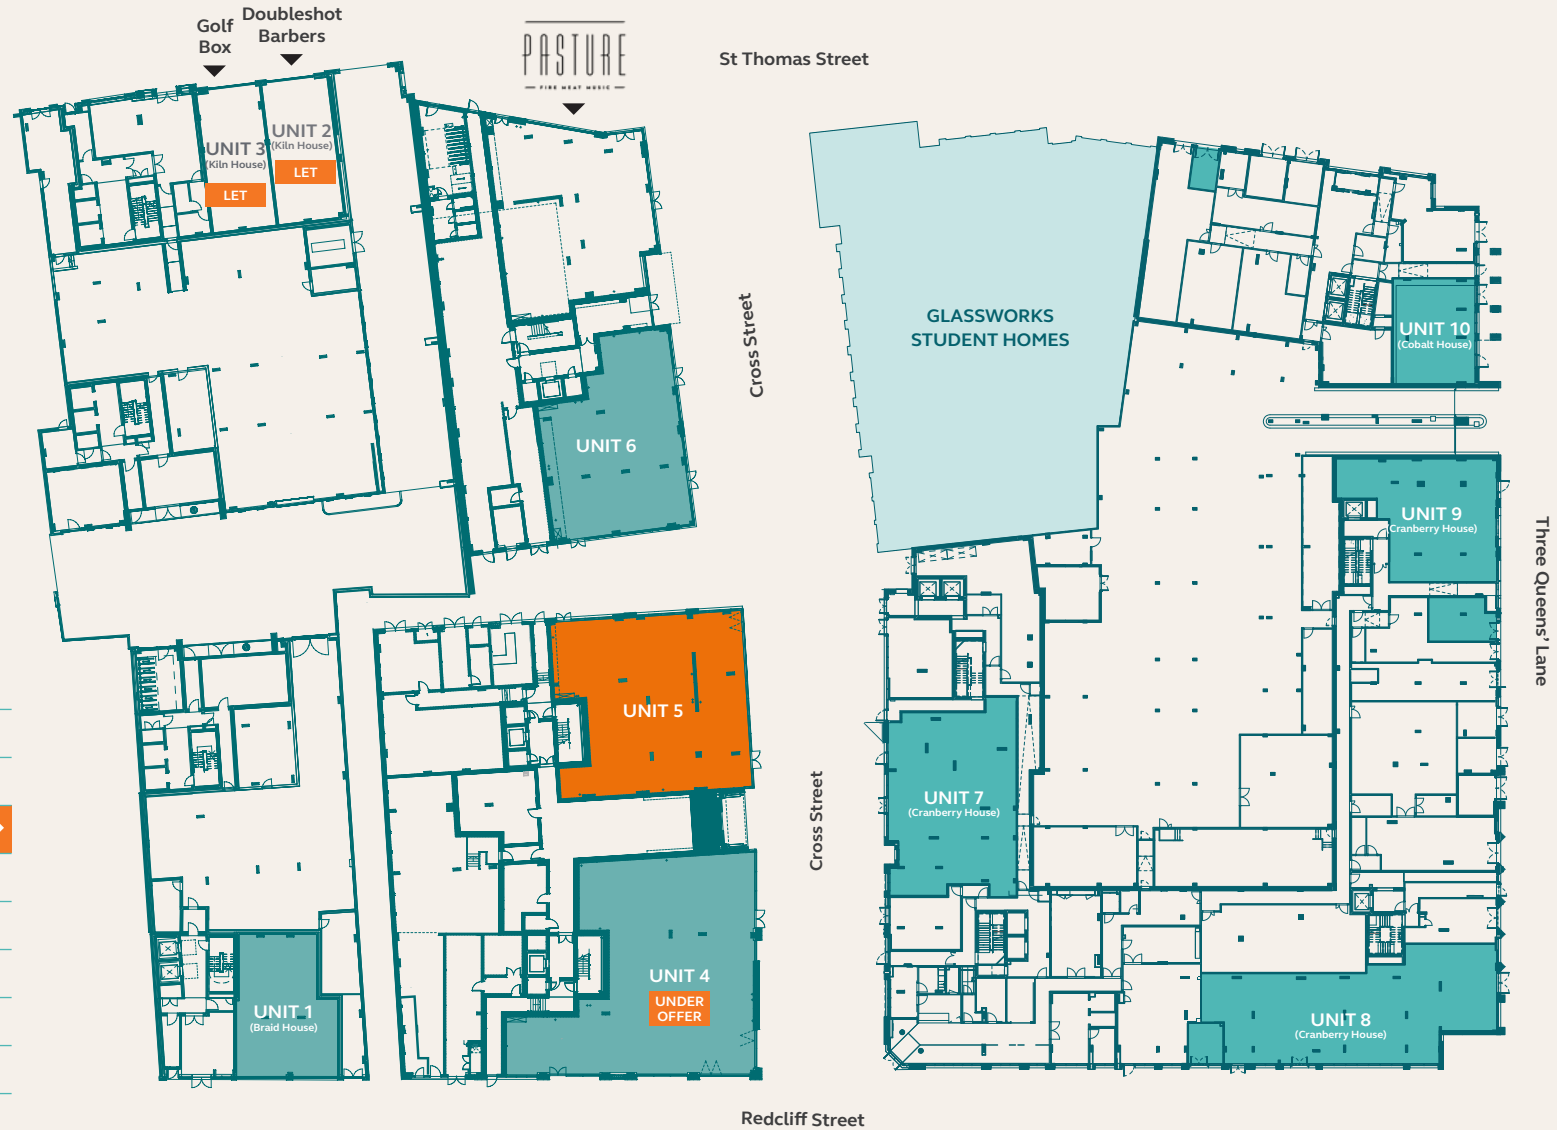 Golf
Box
Doubleshot
Barbers
PASTURE
FIRE MEAT MUSIC
St Thomas Street
UNIT 3
(Kiln House)
LET
UNIT 2
(Kiln House)
LET
Cross Street
GLASSWORKS
STUDENT HOMES
UNIT 10
(Cobalt House)
UNIT 6
UNIT 9
(Cranberry House)
Three Queens' Lane
UNIT 5
UNIT 7
(Cranberry House)
Cross Street
UNIT 4
UNDER
OFFER
UNIT 1
(Braid House)
UNIT 8
(Cranberry House)
Redcliff Street